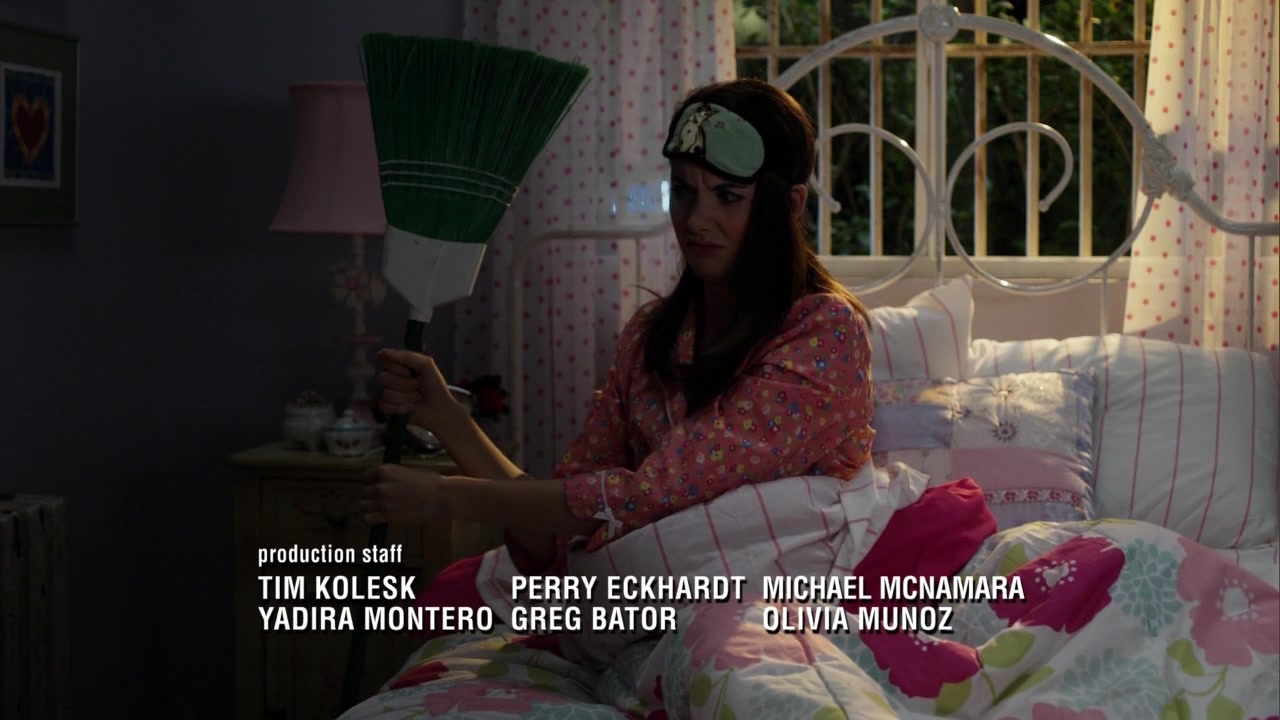 production staff
TIM KOLESK PERRY ECKHARDT MICHAEL MCNAMARA
YADIRA MONTERO GREG BATOR OLIVIA MUNOZ